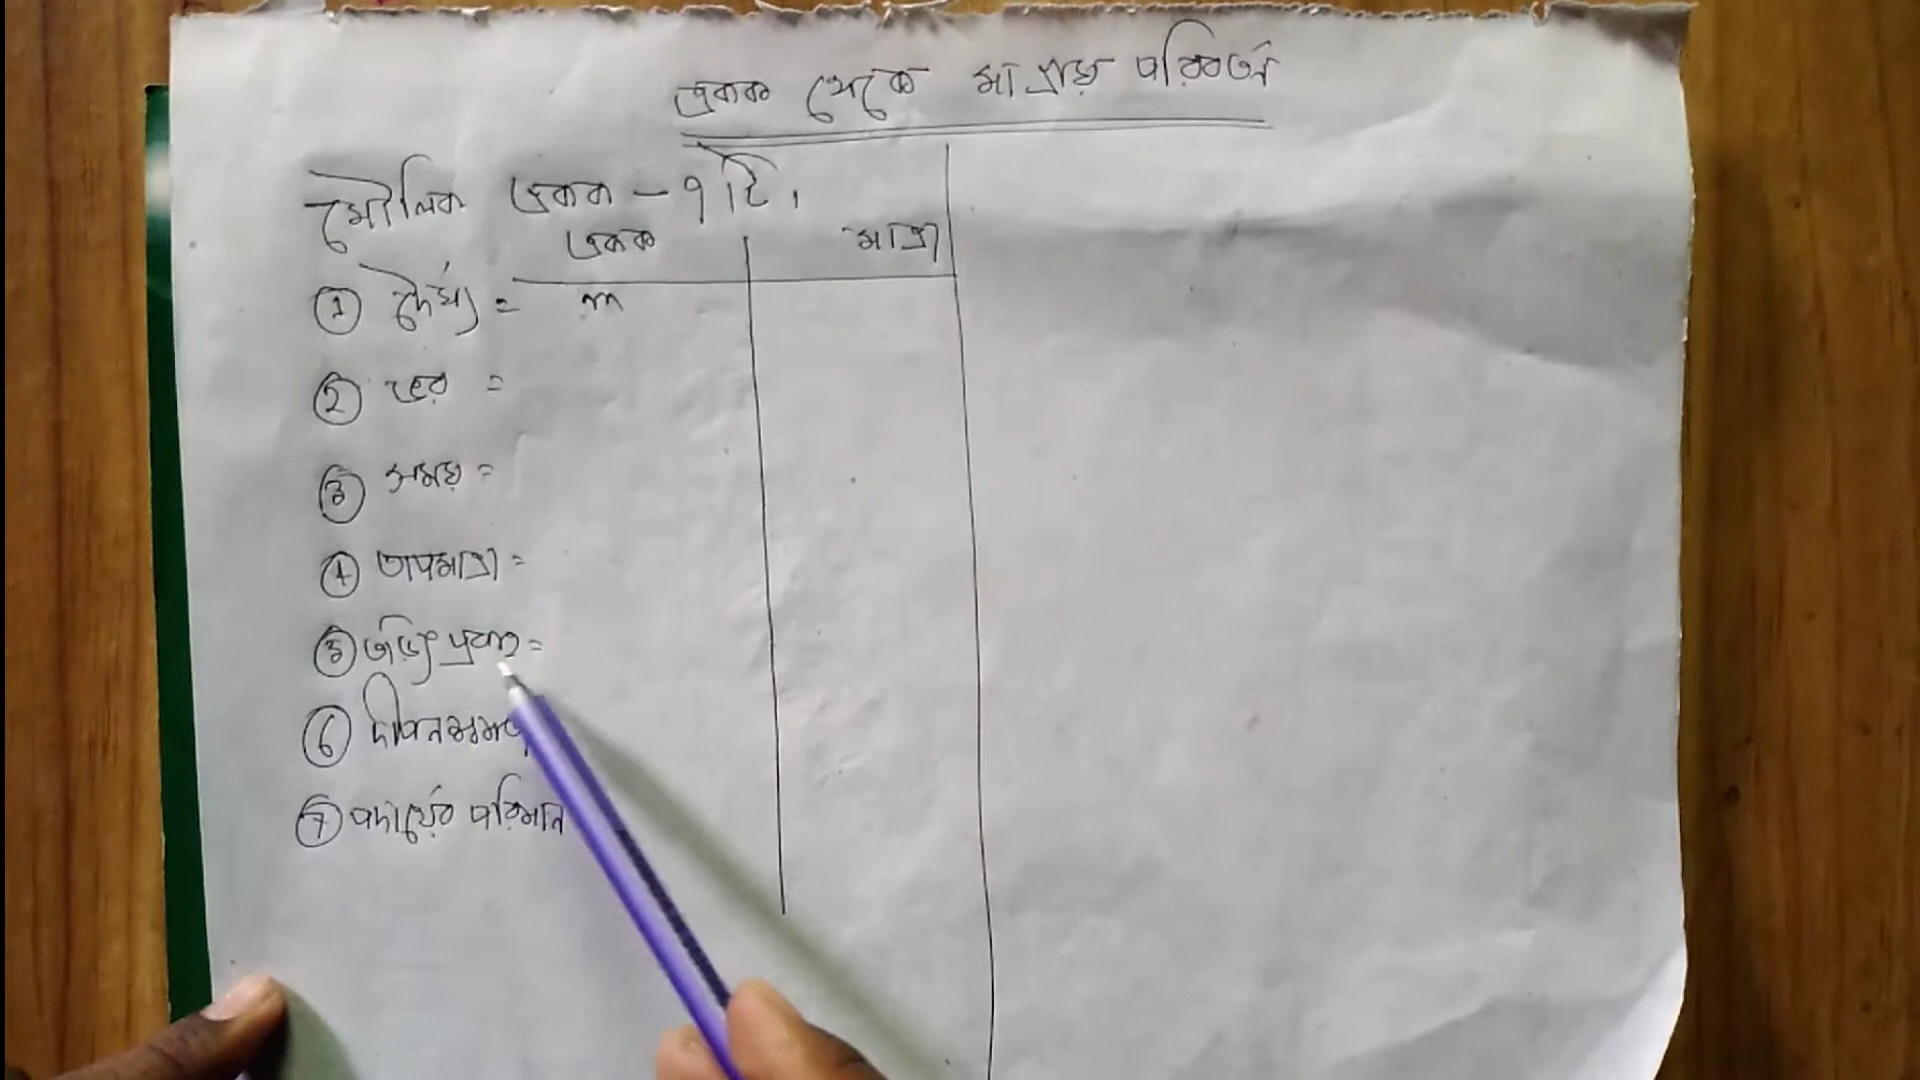 একক থেকে মাত্রায় পরিবর্তন
মৌলিক একক - ৭টি।
একক মাত্রা
① দৈর্ঘ্য = m
② ভর =
③ সময় =
④ তাপমাত্রা =
⑤ তড়িৎ প্রবাহ =
⑥ দীপন ক্ষমতা
⑦ পদার্থের পরিমান